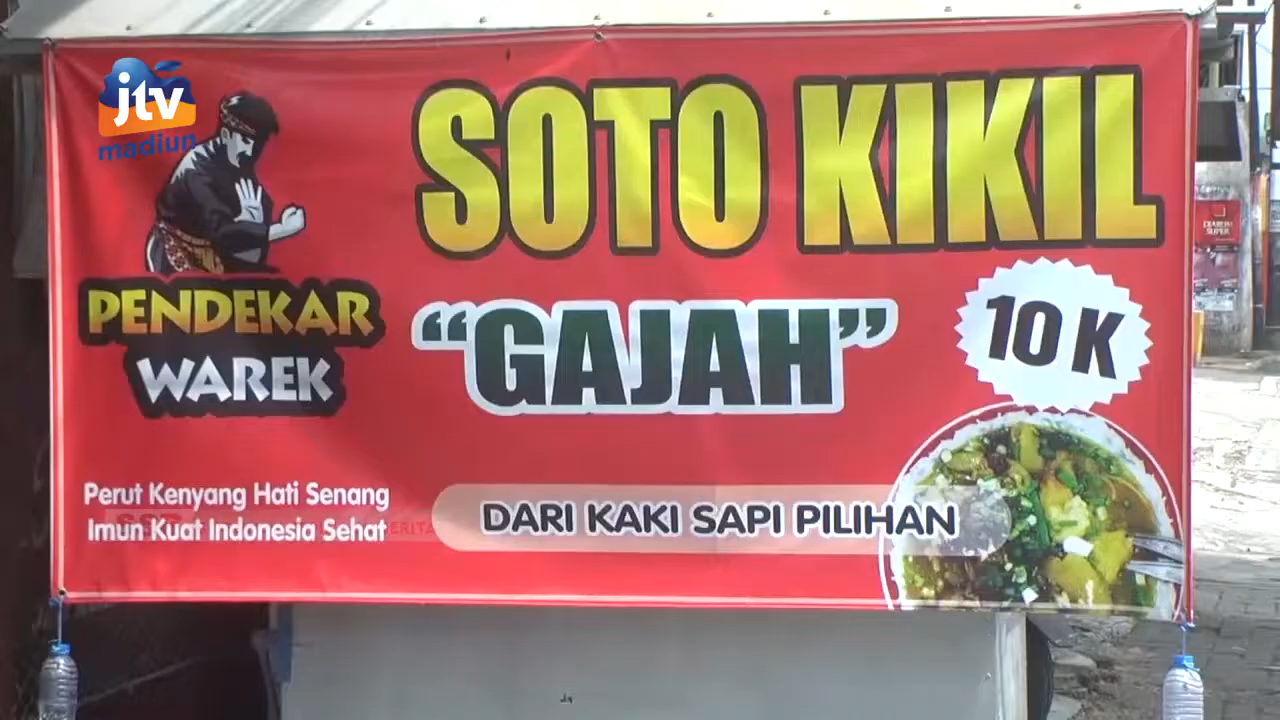 jtv
madiun
SOTO KIKIL
PENDEKAR
WAREK
"GAJAH"
10 K
Perut Kenyang Hati Senang
Imun Kuat Indonesia Sehat
DARI KAKI SAPI PILIHAN
SUPER